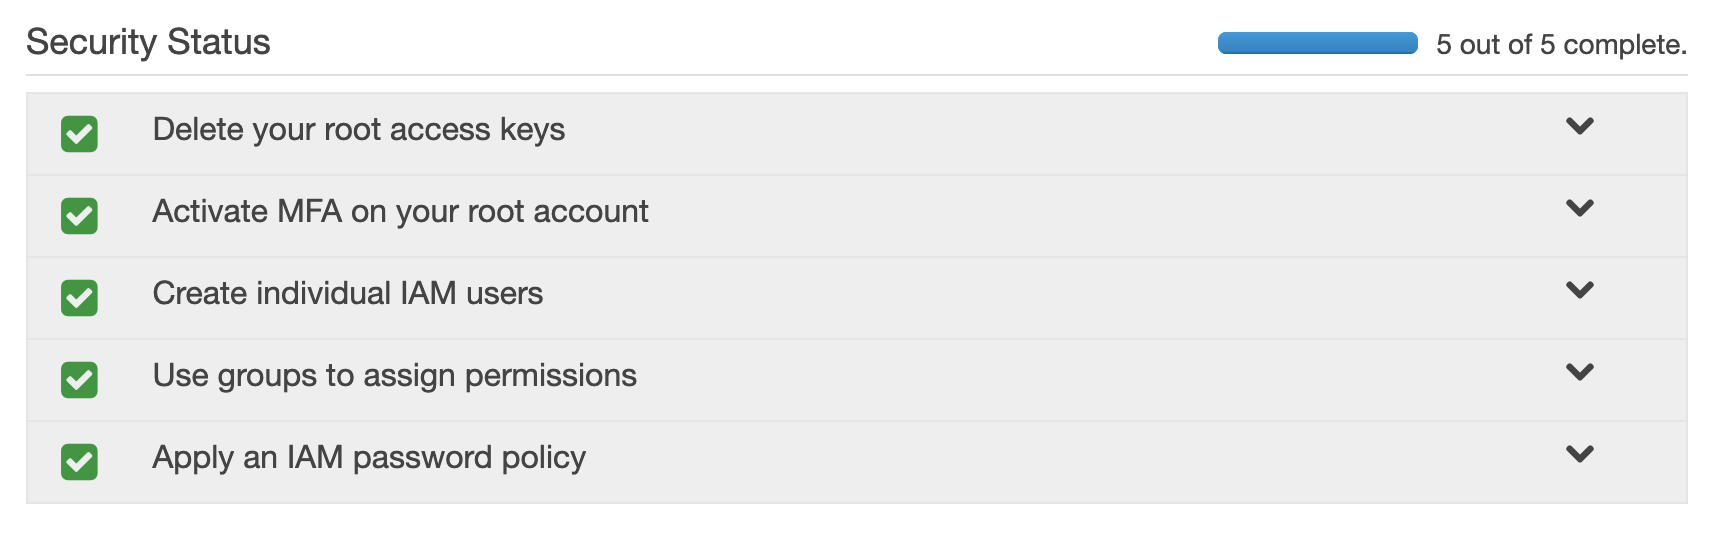 Security Status
5 out of 5 complete.
Delete your root access keys
Activate MFA on your root account
Create individual IAM users
Use groups to assign permissions
Apply an IAM password policy